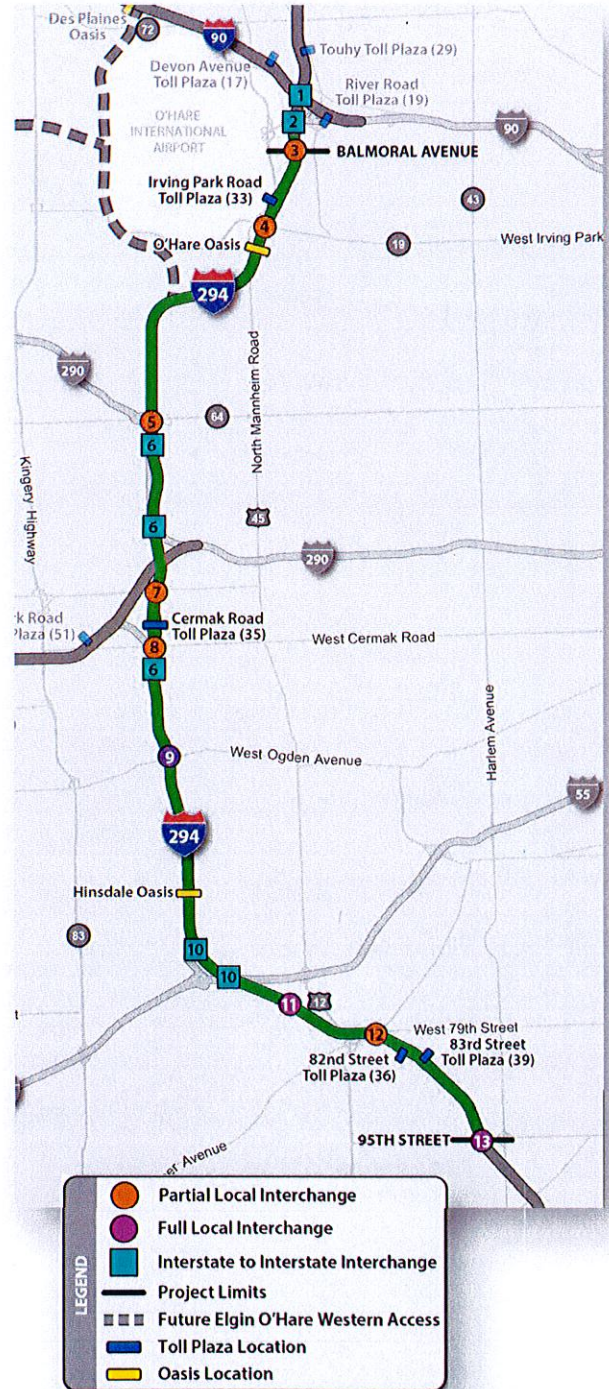 Des Plaines
Oasis
72
90
Touhy Toll Plaza (29)
Devon Avenue
Toll Plaza (17)
River Road
Toll Plaza (19)
1
O'HARE
INTERNATIONAL
AIRPORT
2
90
3
BALMORAL AVENUE
Irving Park Road
Toll Plaza (33)
43
4
O'Hare Oasis
19
West Irving Park
294
North Mannheim Road
290
5
64
6
Kingery Highway
45
6
290
7
rk Road
Plaza (51)
Cermak Road
Toll Plaza (35)
West Cermak Road
8
6
Harlem Avenue
9
West Ogden Avenue
55
294
Hinsdale Oasis
83
10
10
11
12
12
West 79th Street
83rd Street
Toll Plaza (39)
82nd Street
Toll Plaza (36)
95TH STREET
13
er Avenue
LEGEND
Partial Local Interchange
Full Local Interchange
Interstate to Interstate Interchange
Project Limits
Future Elgin O'Hare Western Access
Toll Plaza Location
Oasis Location